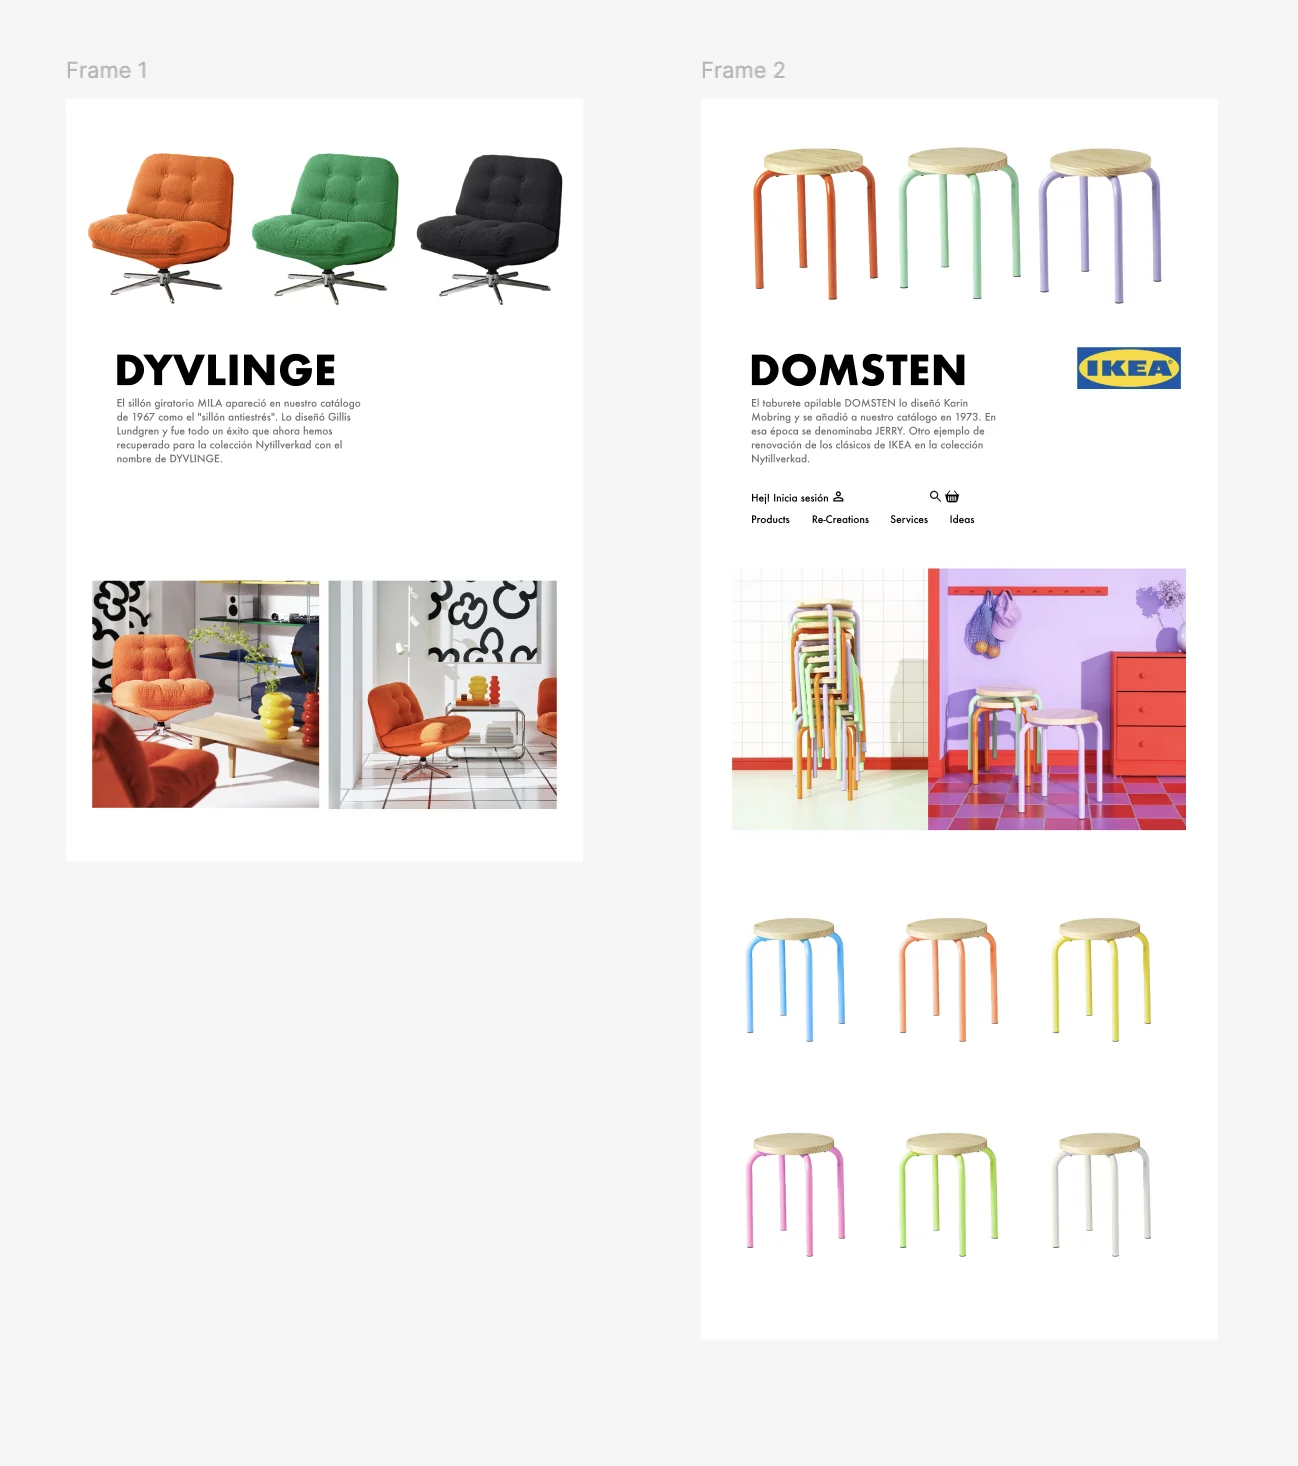 Frame 1
DYVLINGE
El sillón giratorio MILA apareció en nuestro catálogo
de 1967 como el "sillón antiestrés". Lo diseñó Gillis
Lundgren y fue todo un éxito que ahora hemos
recuperado para la colección Nytillverkad con el
nombre de DYVLINGE.
Frame 2
DOMSTEN
IKEA
El taburete apilable DOMSTEN lo diseñó Karin
Mobring y se añadió a nuestro catálogo en 1973. En
esa época se denominaba JERRY. Otro ejemplo de
renovación de los clásicos de IKEA en la colección
Nytillverkad.
Hej! Inicia sesión
Products Re-Creations Services Ideas